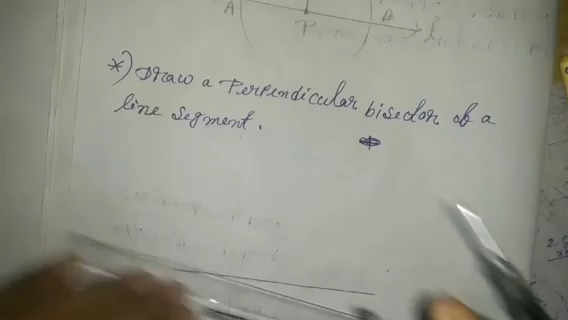 A B l
*) Draw a Perpendicular bisector of a
line segment.